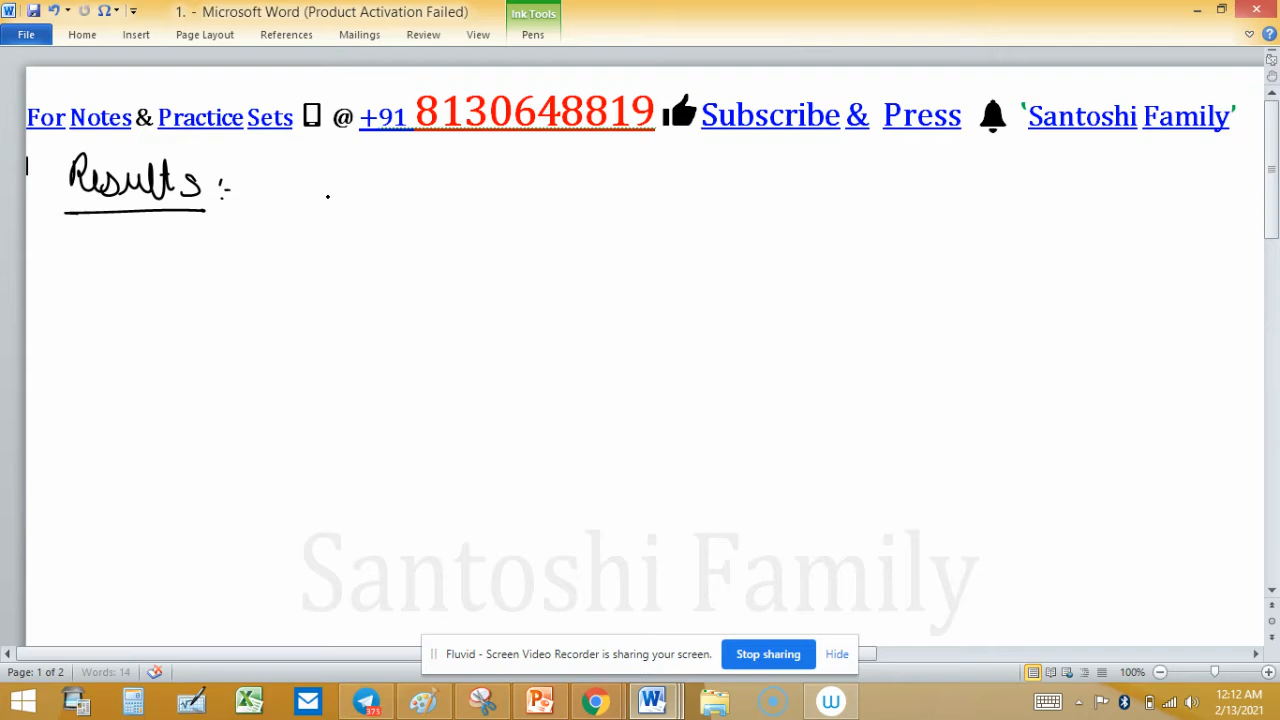 1. - Microsoft Word (Product Activation Failed)
Ink Tools
File Home Insert Page Layout References Mailings Review View Pens
For Notes & Practice Sets @ +91 8130648819 Subscribe & Press 'Santoshi Family'
Results :-
Santoshi Family
Fluvid - Screen Video Recorder is sharing your screen. Stop sharing Hide
Page: 1 of 2 Words: 14 100%
373
12:12 AM
2/13/2021